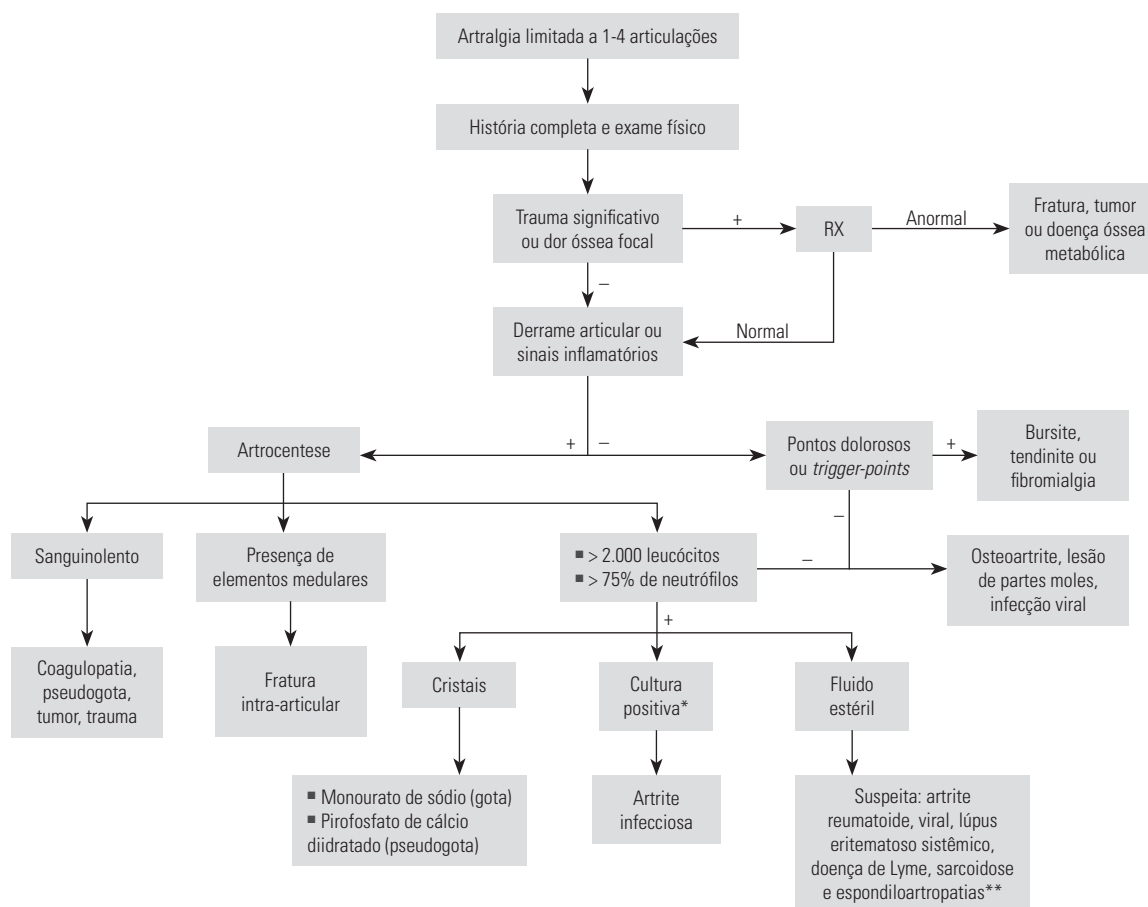 Artralgia limitada a 1-4 articulações
História completa e exame físico
Trauma significativo
ou dor óssea focal
+
RX
Anormal
Fratura, tumor
ou doença óssea
metabólica
–
Derrame articular ou
sinais inflamatórios
Normal
+
–
Artrocentese
Pontos dolorosos
ou trigger-points
+
Bursite,
tendinite ou
fibromialgia
–
Sanguinolento
Presença de
elementos medulares
■ > 2.000 leucócitos
■ > 75% de neutrófilos
–
Osteoartrite, lesão
de partes moles,
infecção viral
+
Coagulopatia,
pseudogota,
tumor, trauma
Fratura
intra-articular
Cristais
Cultura
positiva*
Fluido
estéril
■ Monourato de sódio (gota)
■ Pirofosfato de cálcio
diidratado (pseudogota)
Artrite
infecciosa
Suspeita: artrite
reumatoide, viral, lúpus
eritematoso sistêmico,
doença de Lyme, sarcoidose
e espondiloartropatias**